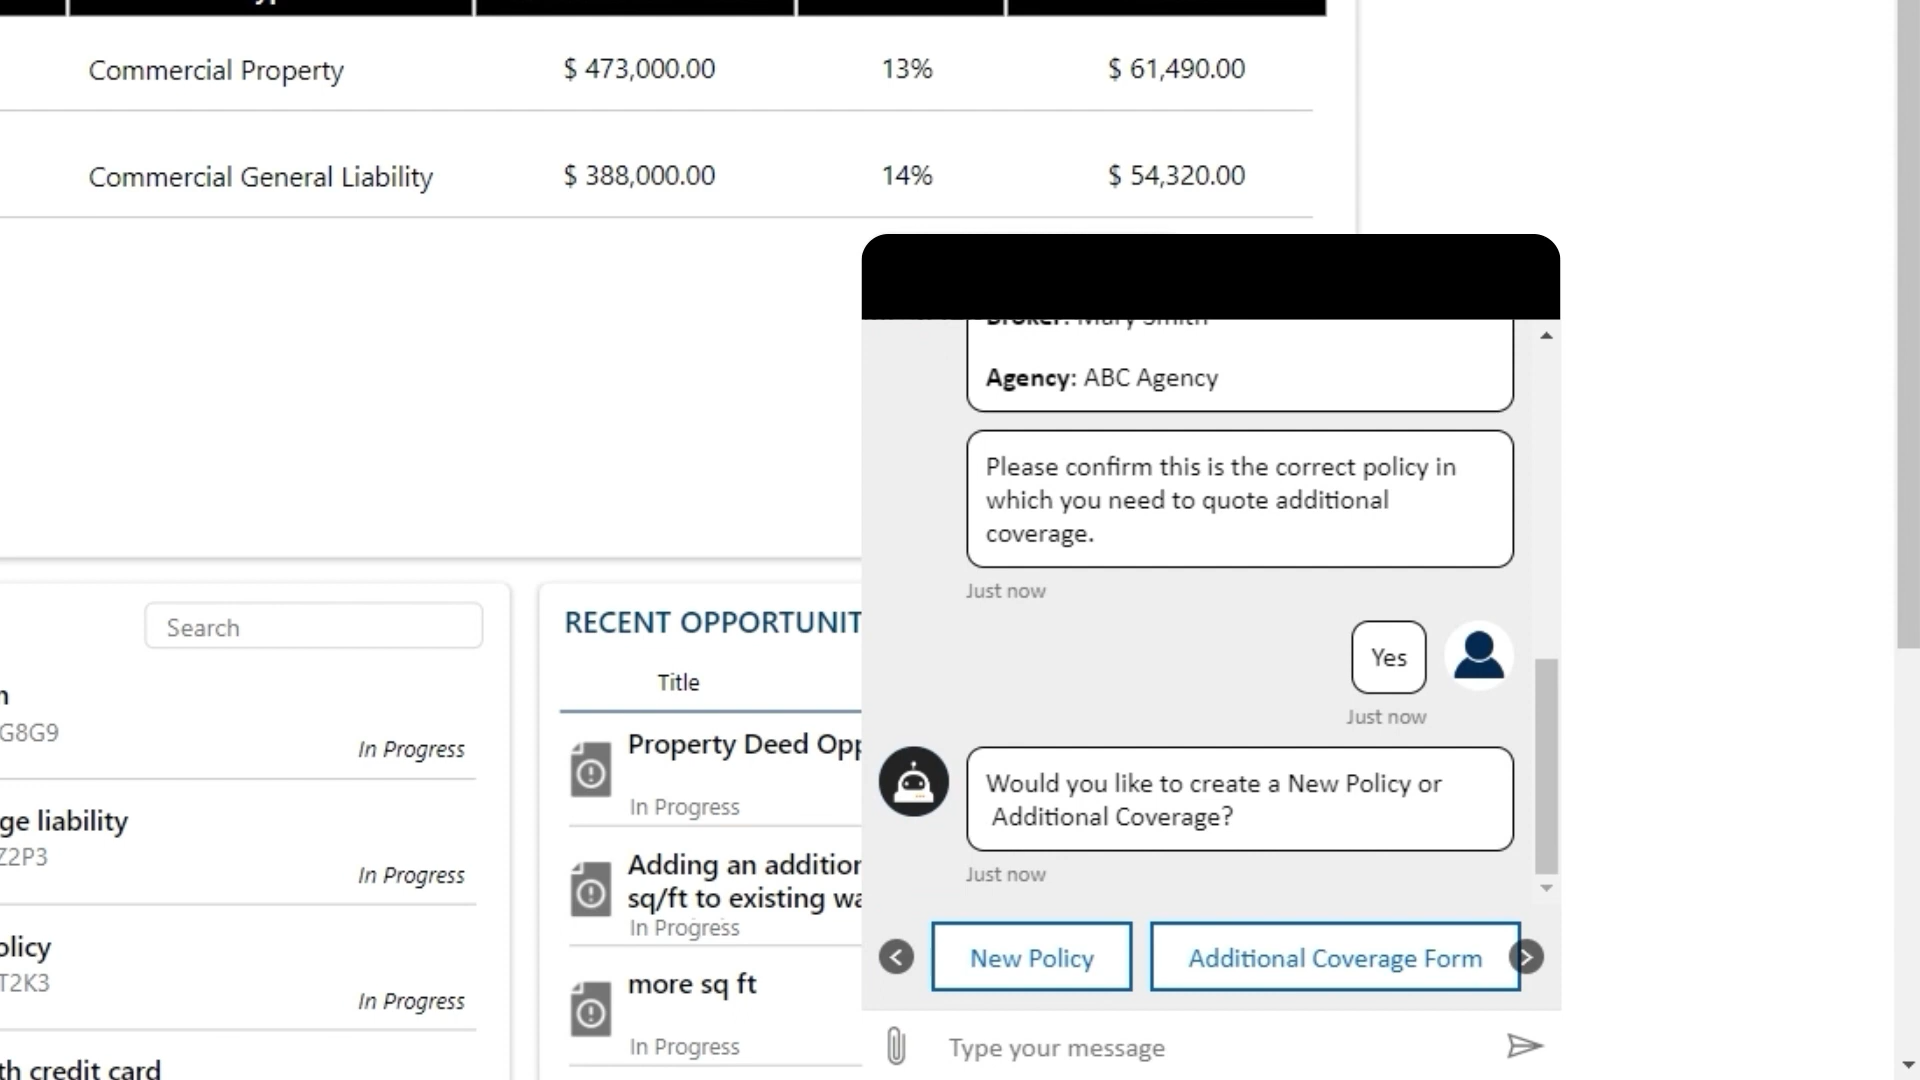 Commercial Property $ 473,000.00 13% $ 61,490.00
Commercial General Liability $ 388,000.00 14% $ 54,320.00
Broker: Mary Smith
Agency: ABC Agency
Please confirm this is the correct policy in
which you need to quote additional
coverage.
Just now
Yes
Just now
Would you like to create a New Policy or
Additional Coverage?
Just now
New Policy
Additional Coverage Form
Type your message
Search
n
G8G9
In Progress
ge liability
Z2P3
In Progress
olicy
T2K3
In Progress
th credit card
RECENT OPPORTUNIT
Title
Property Deed Opp
In Progress
Adding an addition
sq/ft to existing wa
In Progress
more sq ft
In Progress